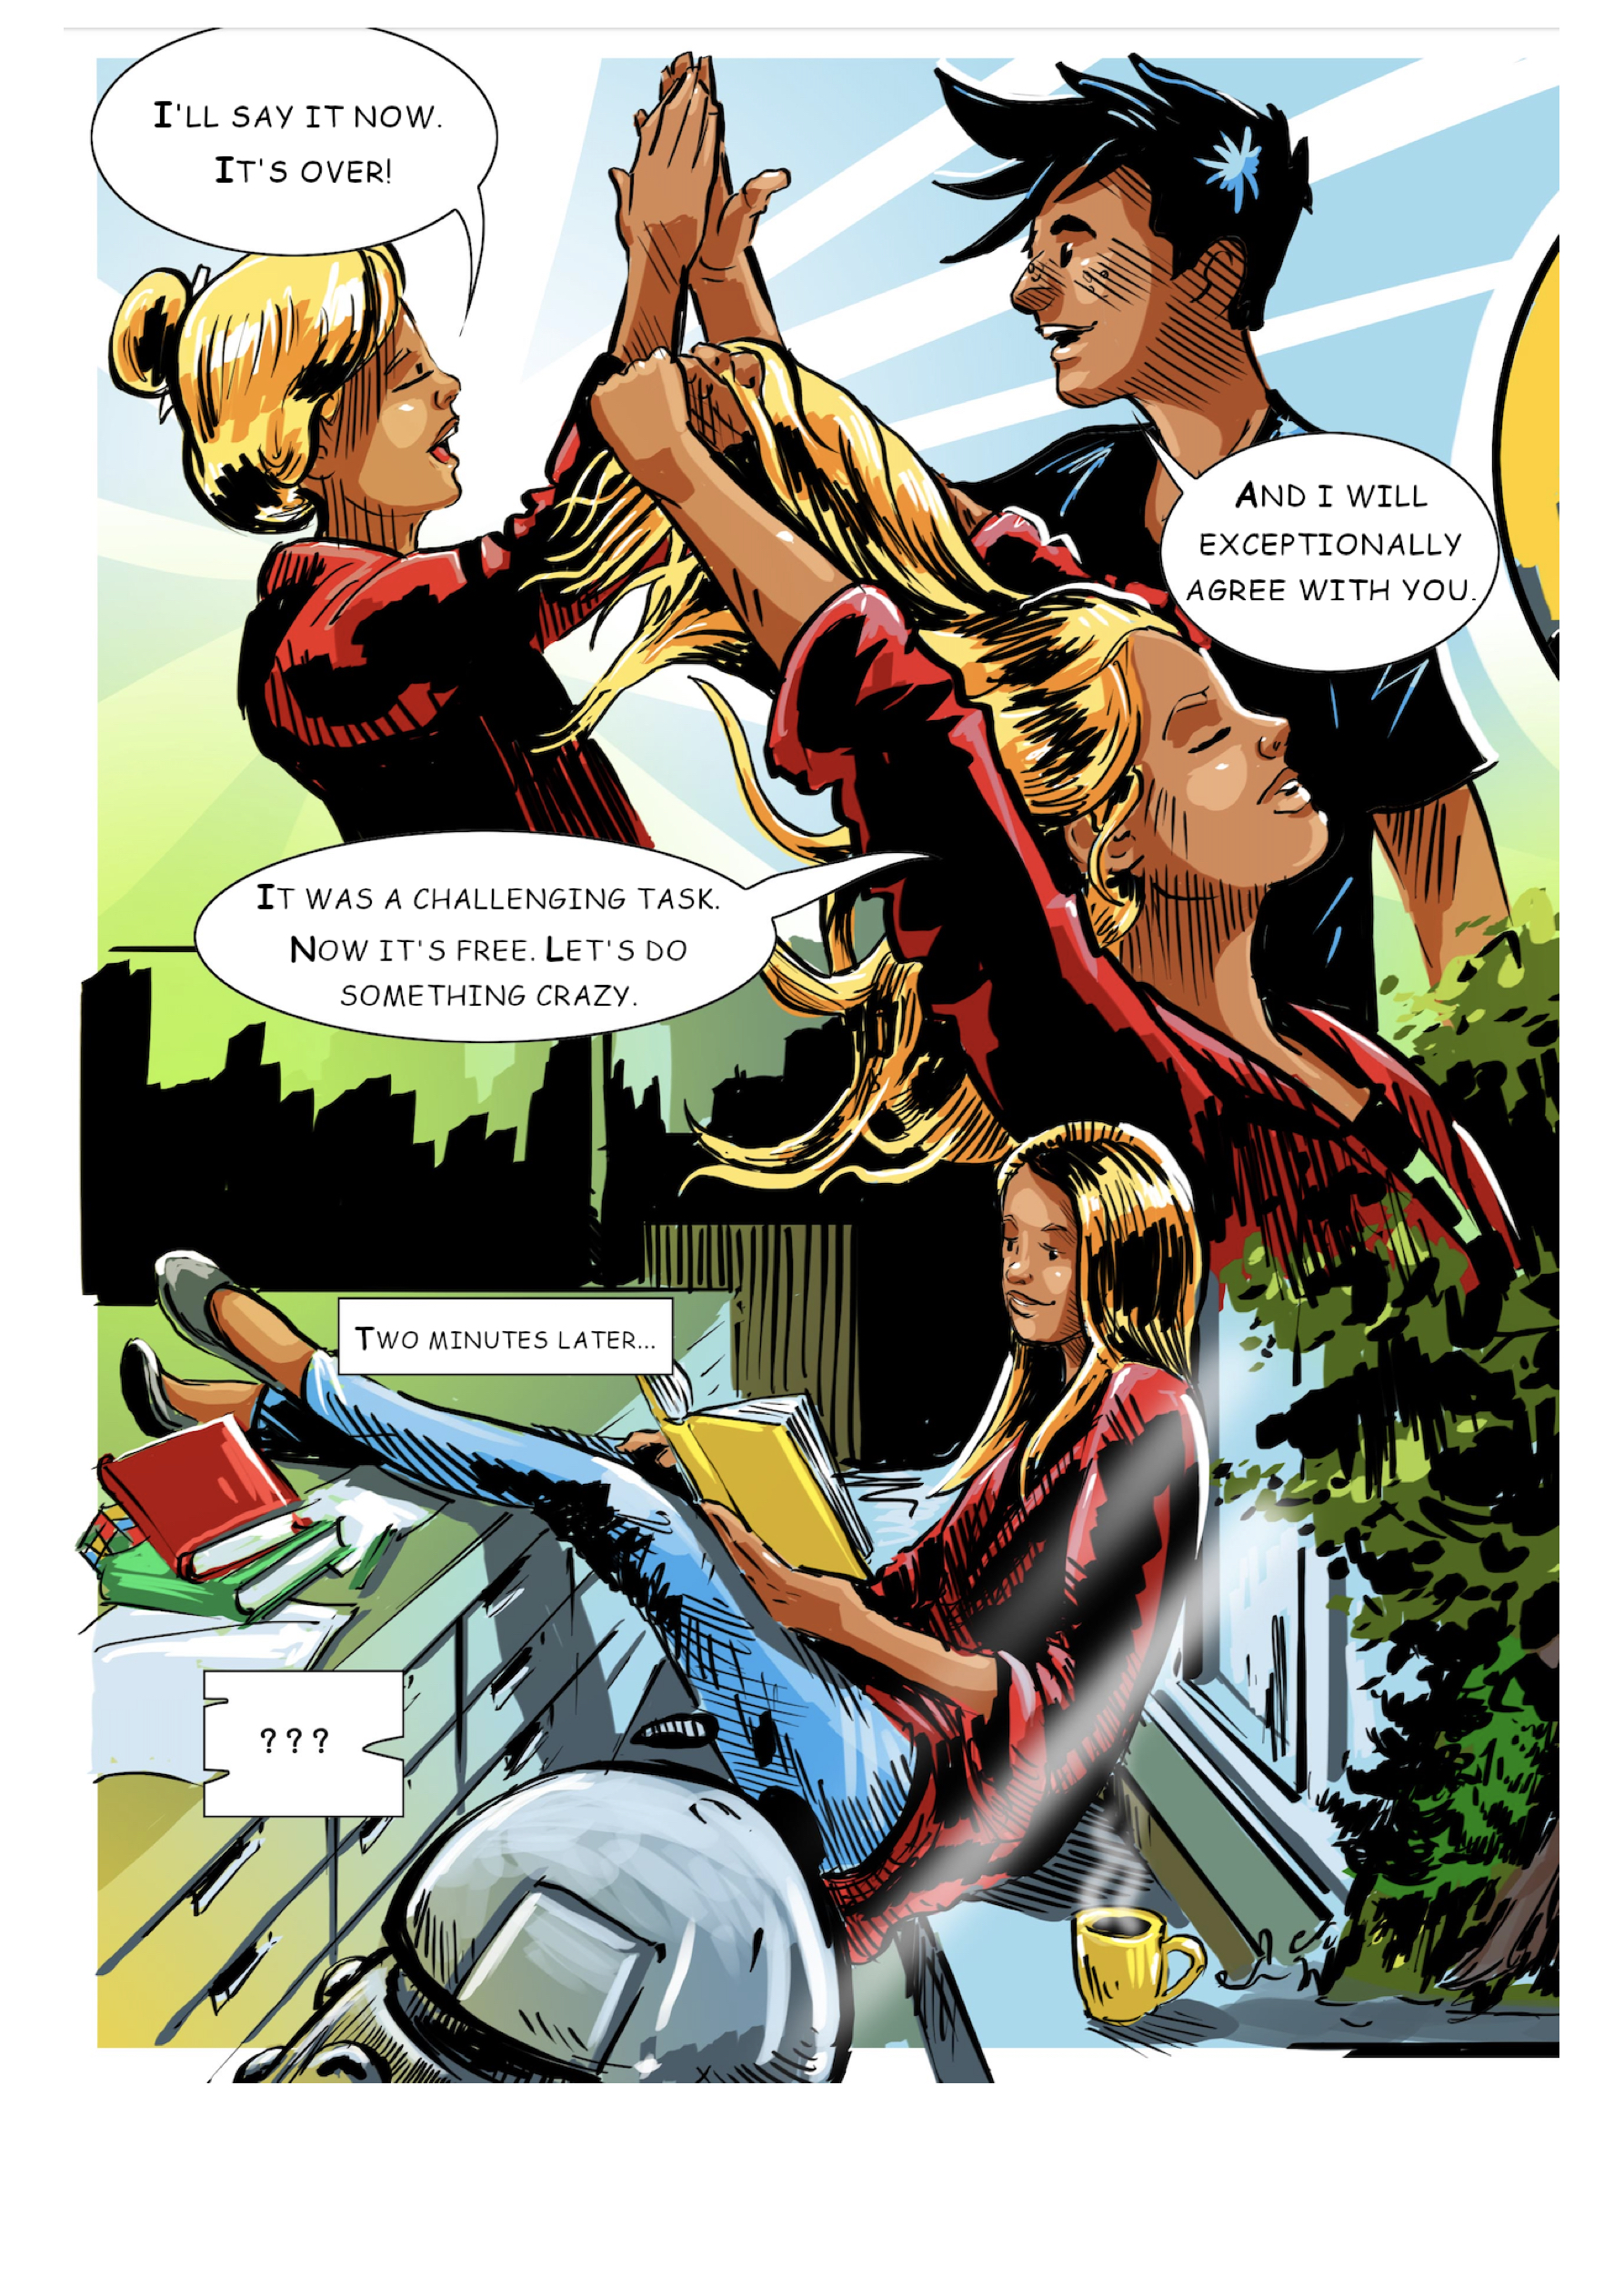 I'LL SAY IT NOW.
IT'S OVER!
AND I WILL
EXCEPTIONALLY
AGREE WITH YOU.
IT WAS A CHALLENGING TASK.
NOW IT'S FREE. LET'S DO
SOMETHING CRAZY.
TWO MINUTES LATER...
???